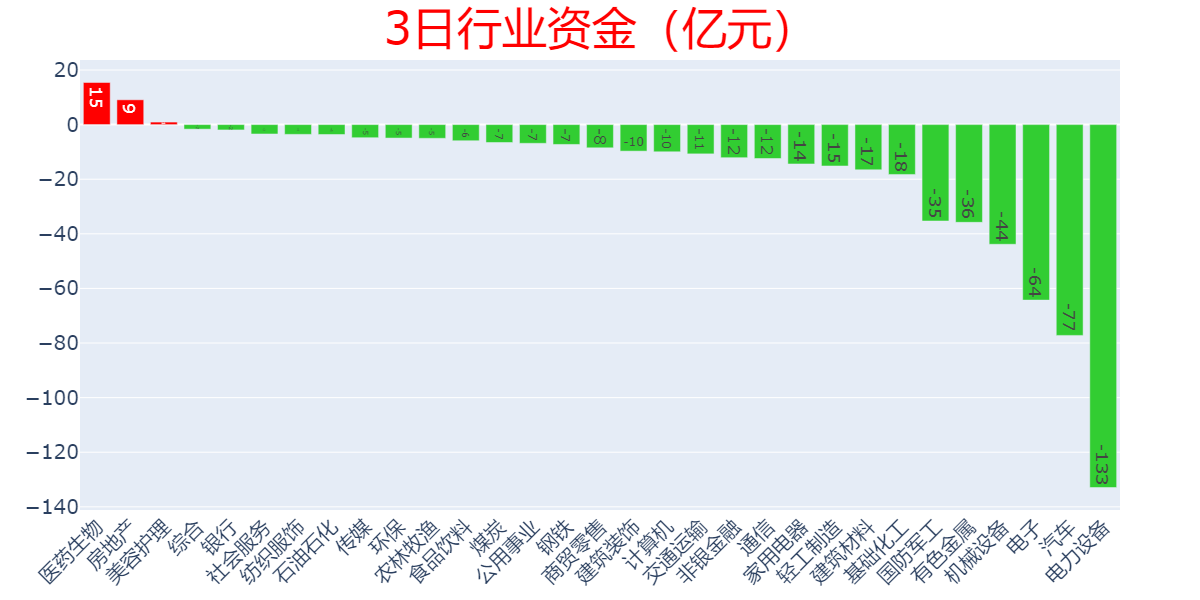 3日行业资金（亿元）
20
0
−20
−40
−60
−80
−100
−120
−140
15
9
-5
-5
-5
-6
-7
-7
-7
-8
-10
-10
-11
-12
-12
-14
-15
-17
-18
-35
-36
-44
-64
-77
-133
医药生物
房地产
美容护理
综合
银行
社会服务
纺织服饰
石油石化
传媒
环保
农林牧渔
食品饮料
煤炭
公用事业
钢铁
商贸零售
建筑装饰
计算机
交通运输
非银金融
通信
家用电器
轻工制造
建筑材料
基础化工
国防军工
有色金属
机械设备
电子
汽车
电力设备